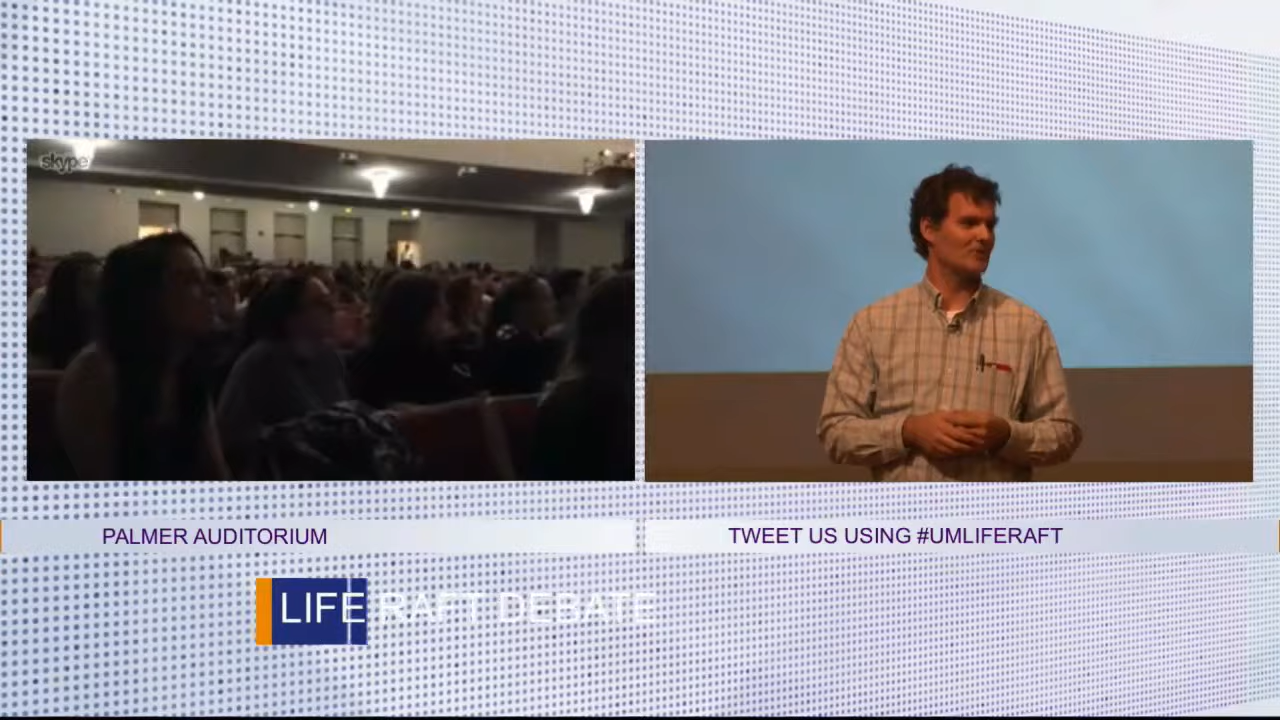 skype
PALMER AUDITORIUM
TWEET US USING #UMLIFERAFT
LIFE RAFT DEBATE